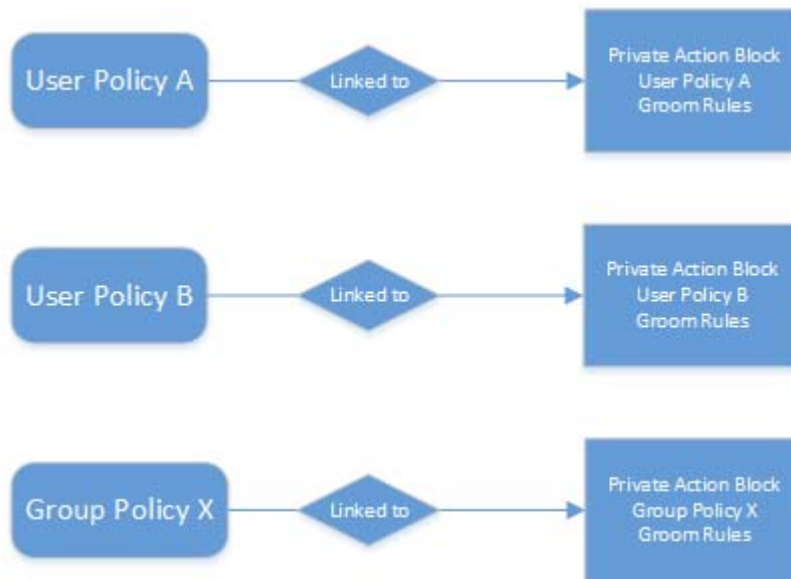 User Policy A
Linked to
Private Action Block
User Policy A
Groom Rules
User Policy B
Linked to
Private Action Block
User Policy B
Groom Rules
Group Policy X
Linked to
Private Action Block
Group Policy X
Groom Rules